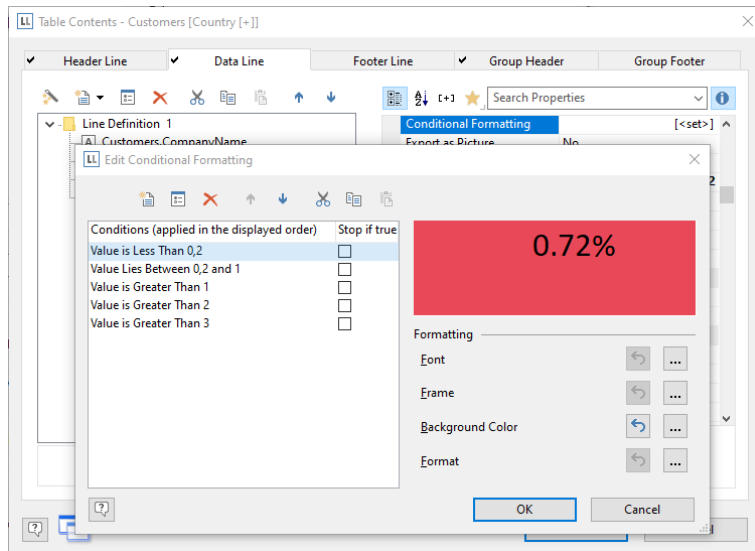 LL Table Contents - Customers [Country [+]]
Header Line Data Line Footer Line Group Header Group Footer
Search Properties
Line Definition 1
Conditional Formatting [<set>]
A Customers.CompanyName
Export as Picture No
LL Edit Conditional Formatting
2
Conditions (applied in the displayed order) Stop if true
Value is Less Than 0,2
Value Lies Between 0,2 and 1
Value is Greater Than 1
Value is Greater Than 2
Value is Greater Than 3
0.72%
Formatting
Font ...
Frame ...
Background Color ...
Format ...
OK Cancel